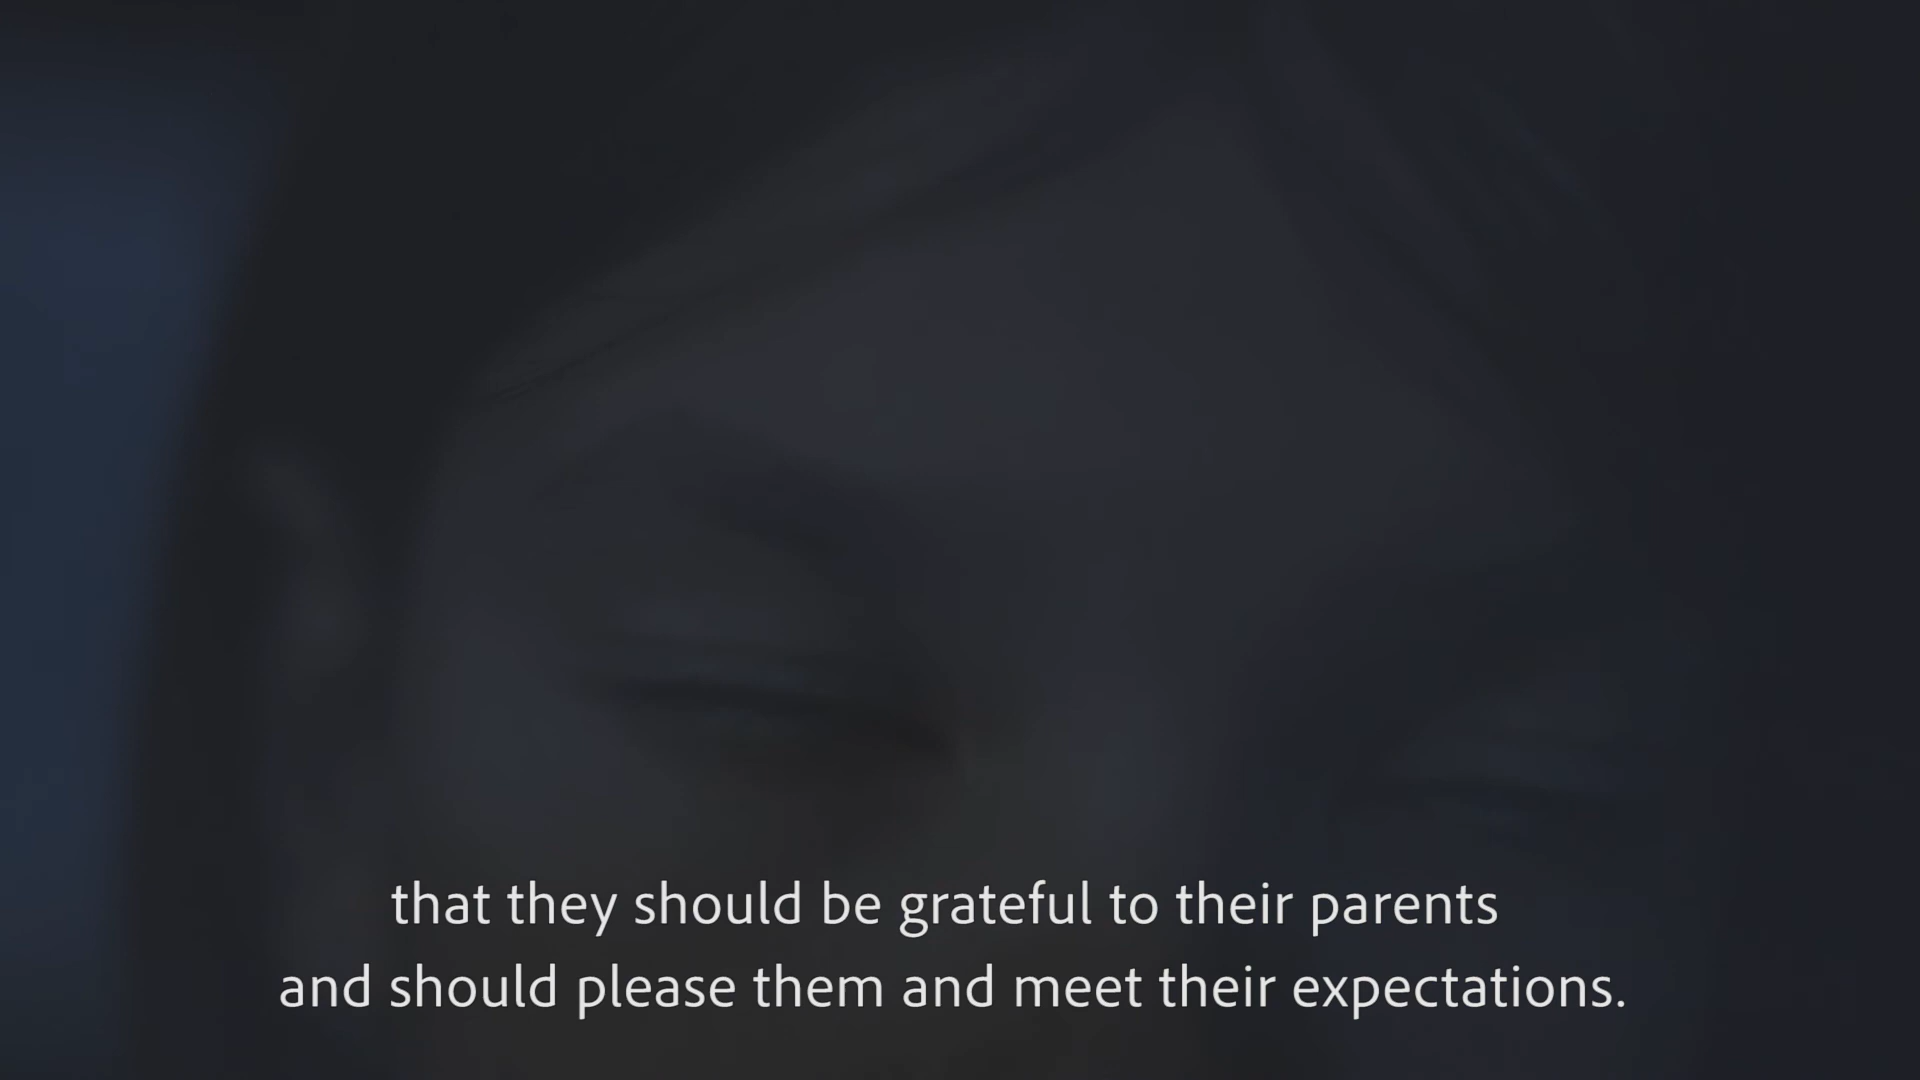 that they should be grateful to their parents
and should please them and meet their expectations.